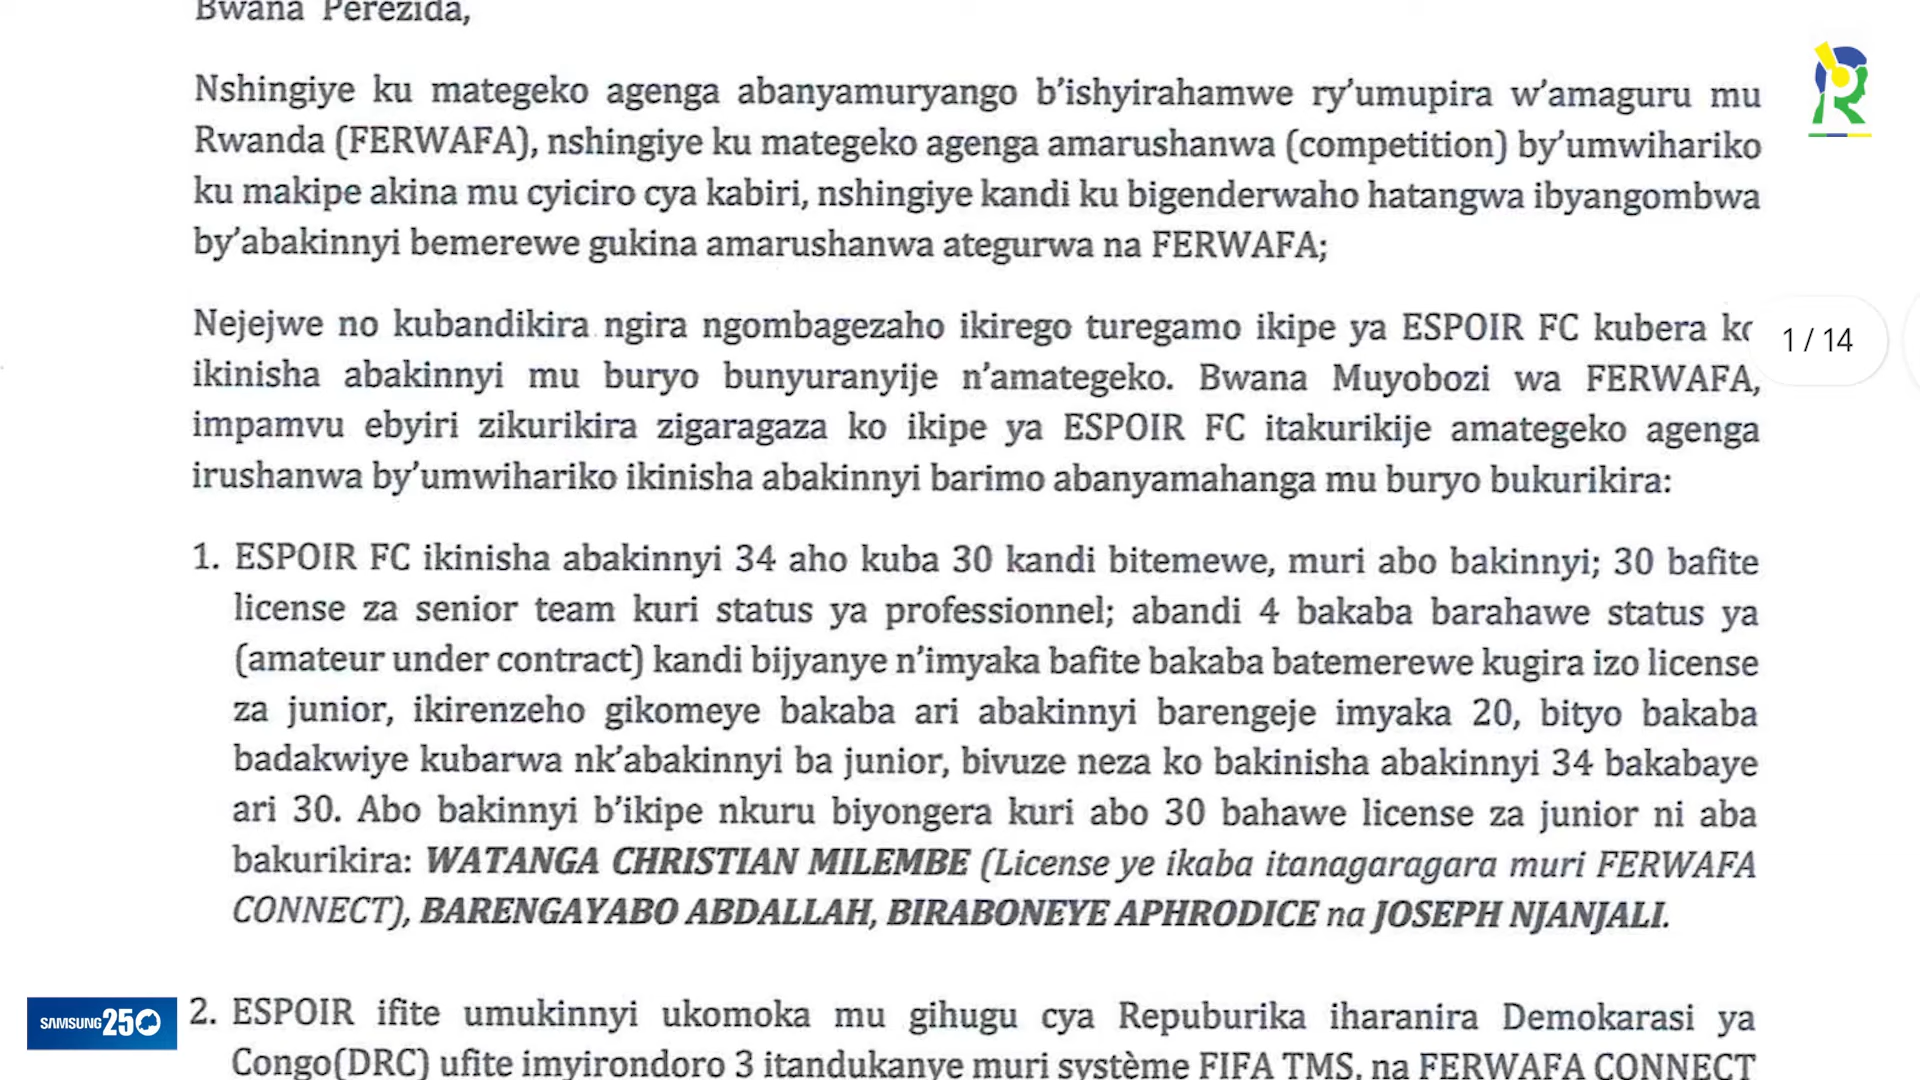 Bwana Perezida,
Nshingiye ku mategeko agenga abanyamuryango b’ishyirahamwe ry’umupira w’amaguru mu
Rwanda (FERWAFA), nshingiye ku mategeko agenga amarushanwa (competition) by’umwihariko
ku makipe akina mu cyiciro cya kabiri, nshingiye kandi ku bigenderwaho hatangwa ibyangombwa
by’abakinnyi bemerewe gukina amarushanwa ategurwa na FERWAFA;
Nejejwe no kubandikira ngira ngombagezaho ikirego turegamo ikipe ya ESPOIR FC kubera ko
1 / 14
ikinisha abakinnyi mu buryo bunyuranyije n’amategeko. Bwana Muyobozi wa FERWAFA,
impamvu ebyiri zikurikira zigaragaza ko ikipe ya ESPOIR FC itakurikije amategeko agenga
irushanwa by’umwihariko ikinisha abakinnyi barimo abanyamahanga mu buryo bukurikira:
1. ESPOIR FC ikinisha abakinnyi 34 aho kuba 30 kandi bitemewe, muri abo bakinnyi; 30 bafite
license za senior team kuri status ya professionnel; abandi 4 bakaba barahawe status ya
(amateur under contract) kandi bijyanye n’imyaka bafite bakaba batemerewe kugira izo license
za junior, ikirenzeho gikomeye bakaba ari abakinnyi barengeje imyaka 20, bityo bakaba
badakwiye kubarwa nk’abakinnyi ba junior, bivuze neza ko bakinisha abakinnyi 34 bakabaye
ari 30. Abo bakinnyi b’ikipe nkuru biyongera kuri abo 30 bahawe license za junior ni aba
bakurikira: WATANGA CHRISTIAN MILEMBE (License ye ikaba itanagaragara muri FERWAFA
CONNECT), BARENGAYABO ABDALLAH, BIRABONEYE APHRODICE na JOSEPH NJANJALI.
2. ESPOIR ifite umukinnyi ukomoka mu gihugu cya Repuburika iharanira Demokarasi ya
Congo(DRC) ufite imyirondoro 3 itandukanye muri système FIFA TMS, na FERWAFA CONNECT
SAMSUNG 250